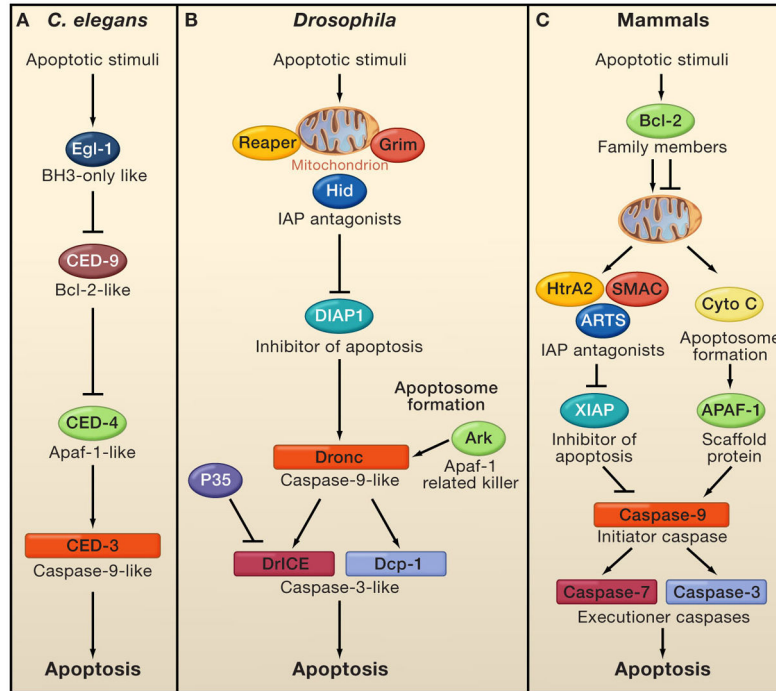 A C. elegans
Apoptotic stimuli
Egl-1
BH3-only like
CED-9
Bcl-2-like
CED-4
Apaf-1-like
CED-3
Caspase-9-like
Apoptosis
B Drosophila
Apoptotic stimuli
Reaper
Grim
Mitochondrion
Hid
IAP antagonists
DIAP1
Inhibitor of apoptosis
Apoptosome
formation
Ark
Apaf-1
related killer
Dronc
Caspase-9-like
P35
DrICE
Dcp-1
Caspase-3-like
Apoptosis
C Mammals
Apoptotic stimuli
Bcl-2
Family members
HtrA2
SMAC
ARTS
IAP antagonists
Cyto C
Apoptosome
formation
XIAP
Inhibitor of
apoptosis
APAF-1
Scaffold
protein
Caspase-9
Initiator caspase
Caspase-7
Caspase-3
Executioner caspases
Apoptosis